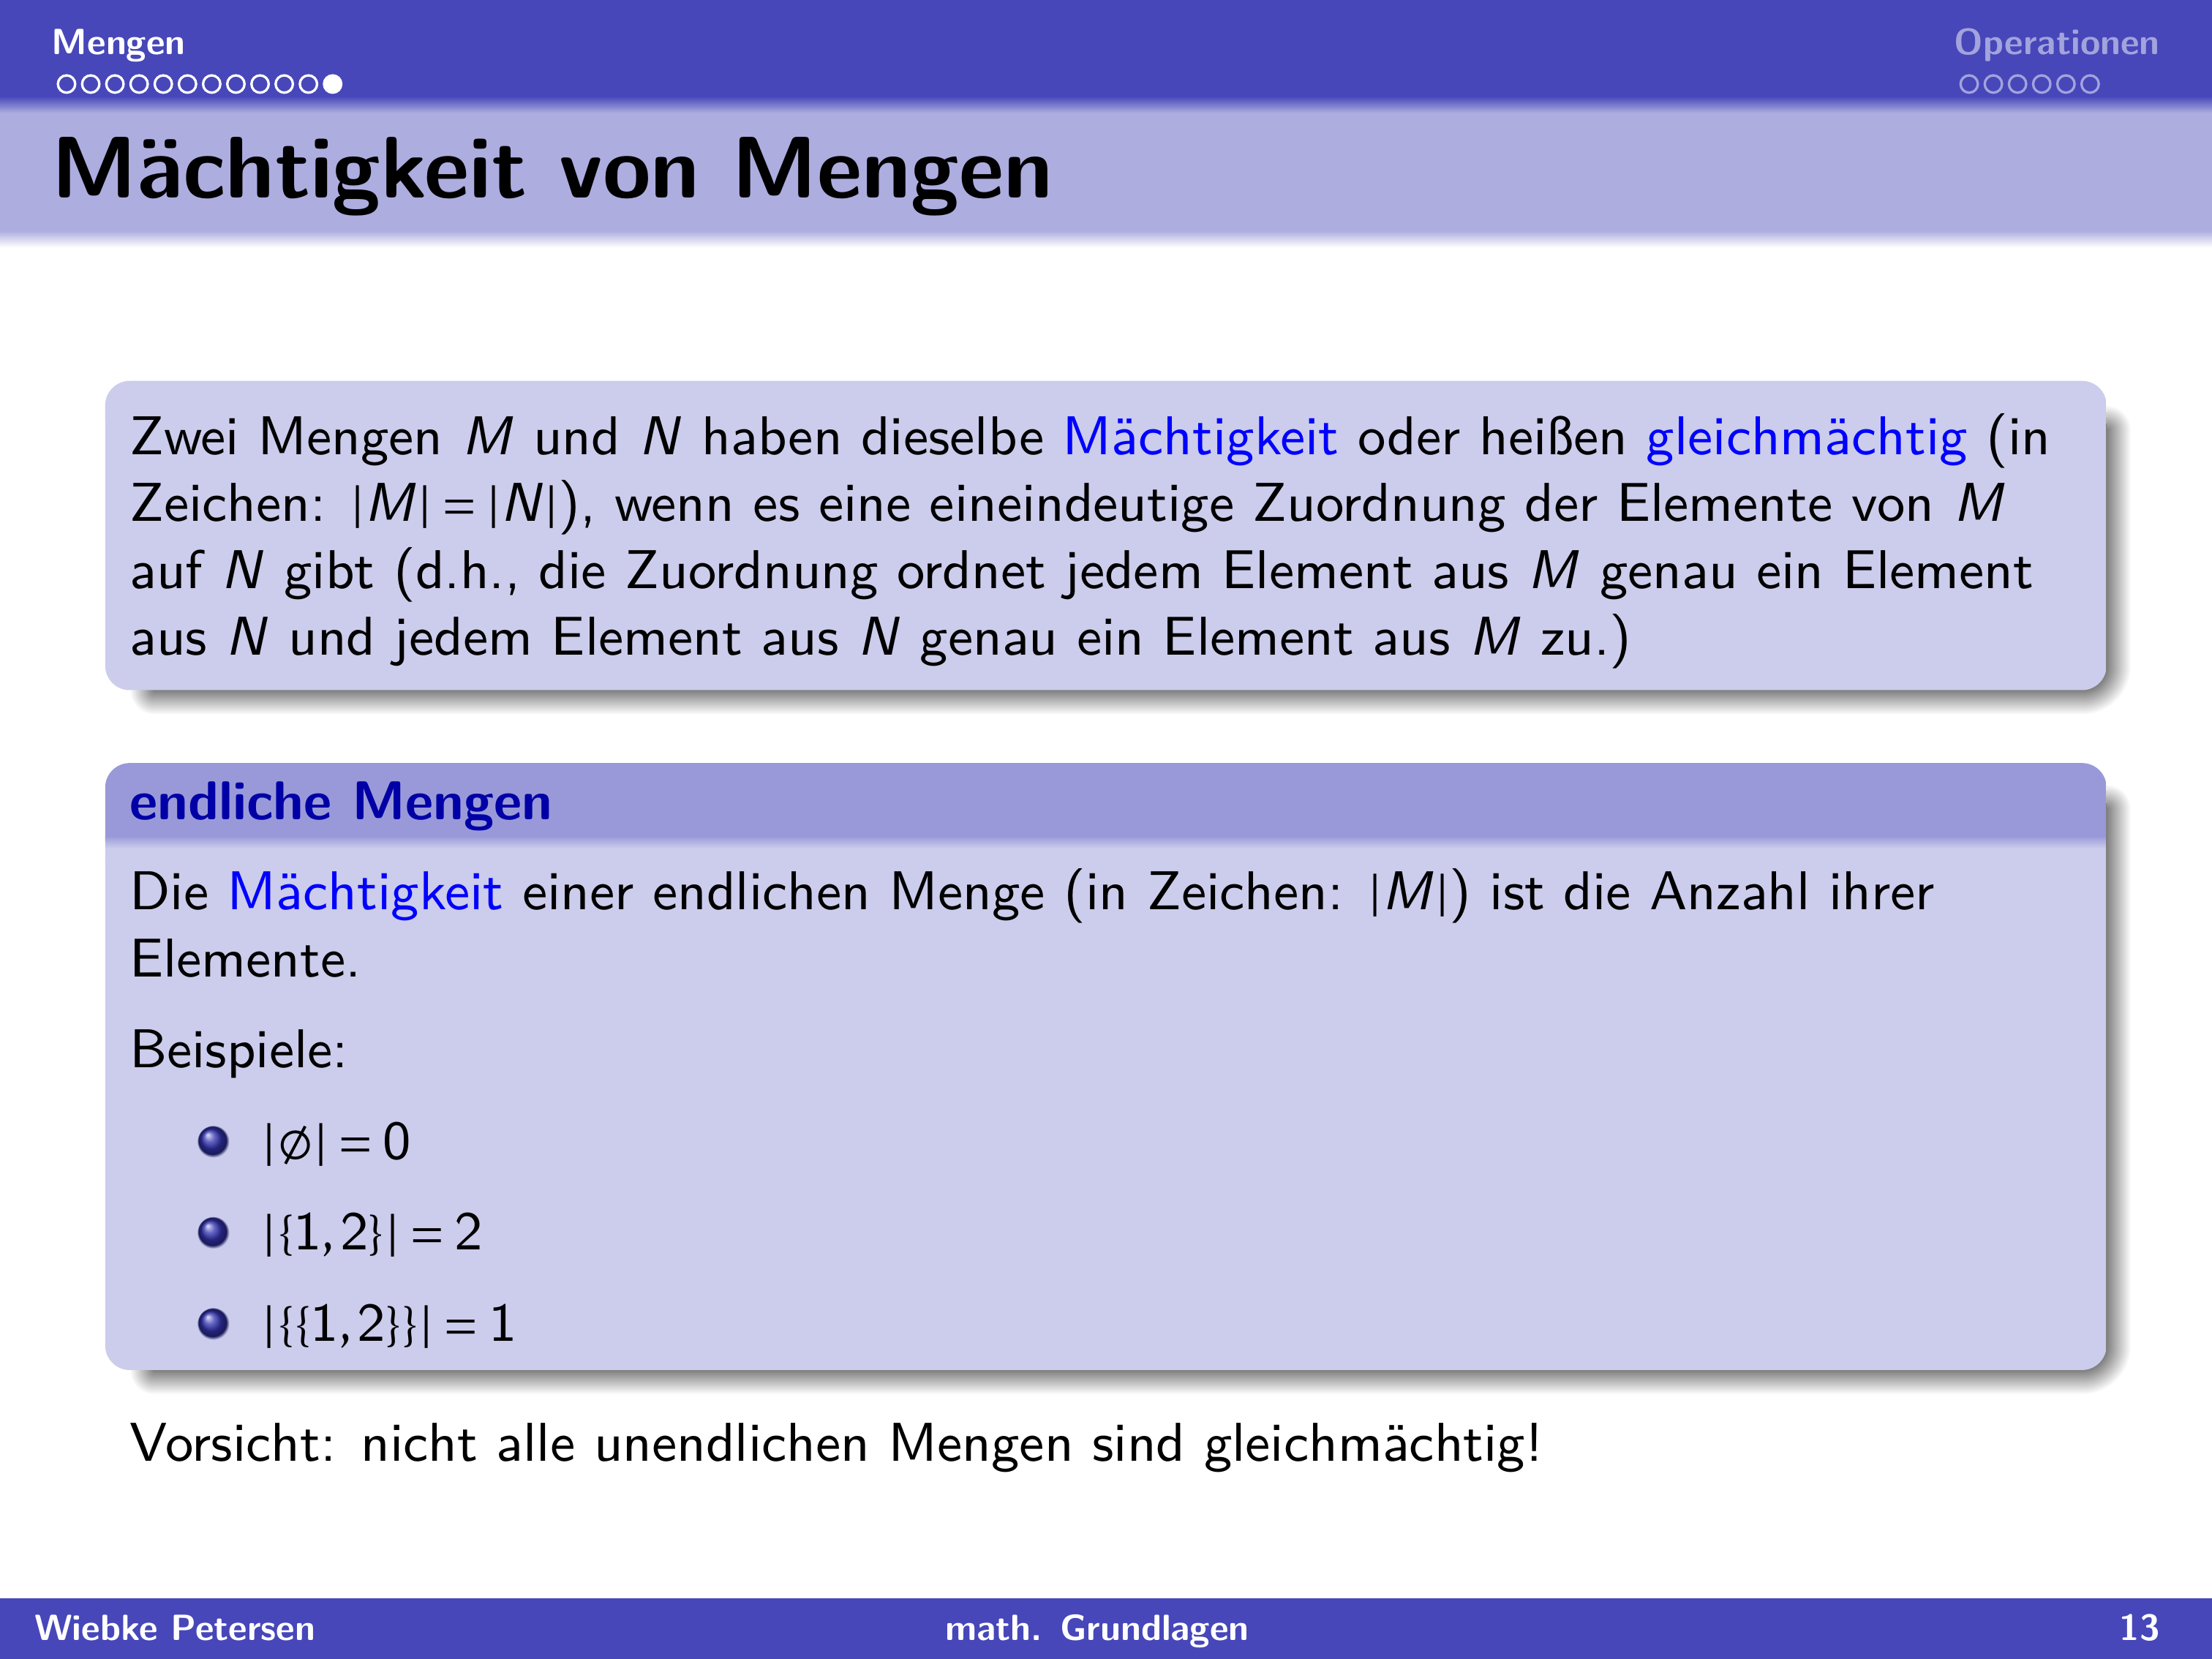 Mengen
Operationen
Mächtigkeit von Mengen
Zwei Mengen M und N haben dieselbe Mächtigkeit oder heißen gleichmächtig (in
Zeichen: |M| = |N|), wenn es eine eineindeutige Zuordnung der Elemente von M
auf N gibt (d.h., die Zuordnung ordnet jedem Element aus M genau ein Element
aus N und jedem Element aus N genau ein Element aus M zu.)
endliche Mengen
Die Mächtigkeit einer endlichen Menge (in Zeichen: |M|) ist die Anzahl ihrer
Elemente.
Beispiele:
|∅| = 0
|{1,2}| = 2
|{{1,2}}| = 1
Vorsicht: nicht alle unendlichen Mengen sind gleichmächtig!
Wiebke Petersen
math. Grundlagen
13